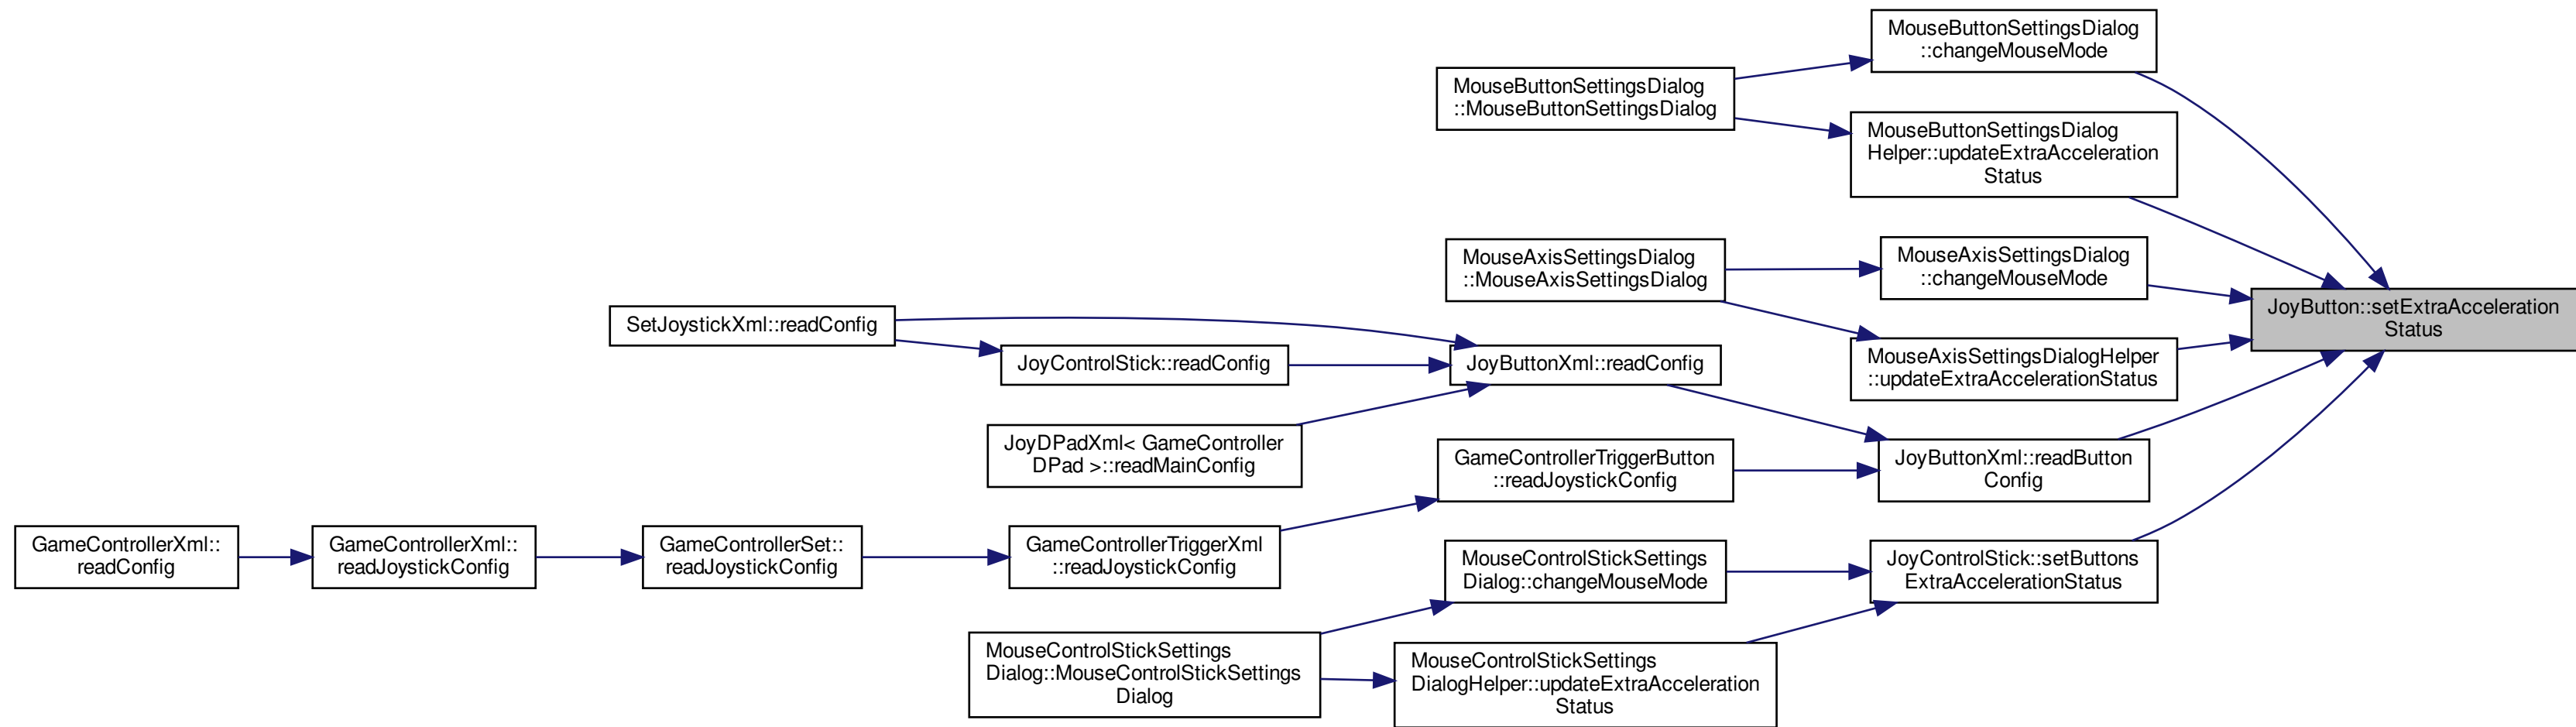 MouseButtonSettingsDialog
::changeMouseMode
MouseButtonSettingsDialog
::MouseButtonSettingsDialog
MouseButtonSettingsDialog
Helper::updateExtraAcceleration
Status
MouseAxisSettingsDialog
::MouseAxisSettingsDialog
MouseAxisSettingsDialog
::changeMouseMode
JoyButton::setExtraAcceleration
Status
SetJoystickXml::readConfig
JoyControlStick::readConfig
JoyButtonXml::readConfig
MouseAxisSettingsDialogHelper
::updateExtraAccelerationStatus
JoyDPadXml< GameController
DPad >::readMainConfig
GameControllerTriggerButton
::readJoystickConfig
JoyButtonXml::readButton
Config
GameControllerXml::
readConfig
GameControllerXml::
readJoystickConfig
GameControllerSet::
readJoystickConfig
GameControllerTriggerXml
::readJoystickConfig
MouseControlStickSettings
Dialog::changeMouseMode
JoyControlStick::setButtons
ExtraAccelerationStatus
MouseControlStickSettings
Dialog::MouseControlStickSettings
Dialog
MouseControlStickSettings
DialogHelper::updateExtraAcceleration
Status